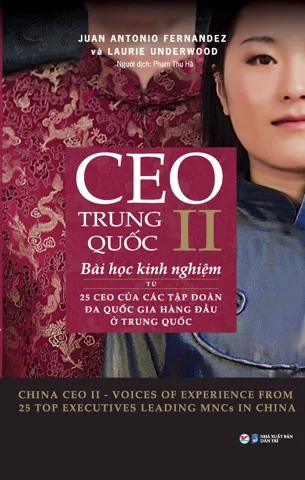 JUAN ANTONIO FERNANDEZ
và LAURIE UNDERWOOD
Người dịch: Phạm Thu Hà
CEO
TRUNG
QUỐC
II
Bài học kinh nghiệm
TỪ
25 CEO CỦA CÁC TẬP ĐOÀN
ĐA QUỐC GIA HÀNG ĐẦU
Ở TRUNG QUỐC
CHINA CEO II - VOICES OF EXPERIENCE FROM
25 TOP EXECUTIVES LEADING MNCs IN CHINA
NHÀ XUẤT BẢN
DÂN TRÍ